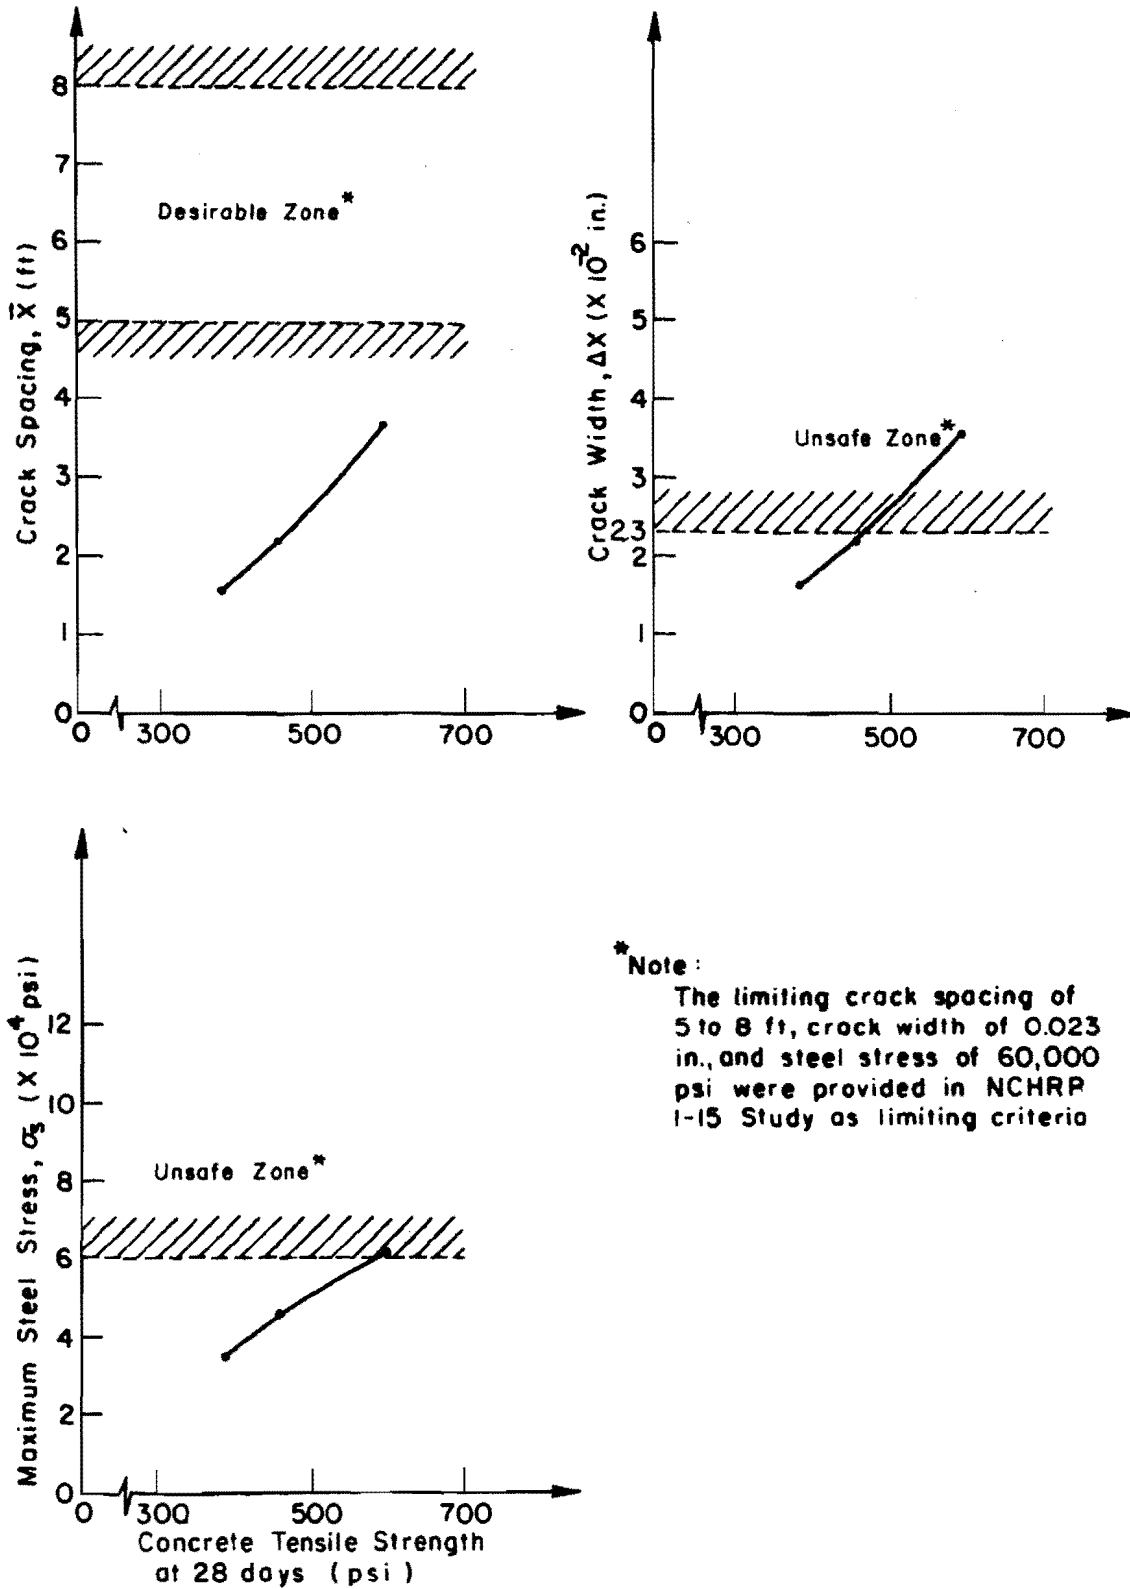 8
7
6
5
4
3
2
1
0
Crack Spacing, X̄ (ft)
Desirable Zone*
0 300 500 700
6
5
4
3
2.3
2
1
Crack Width, ΔX (X 10⁻² in.)
Unsafe Zone*
0 300 500 700
12
10
8
6
4
2
0
Maximum Steel Stress, σs (X 10⁴ psi)
Unsafe Zone*
0 300 500 700
Concrete Tensile Strength
at 28 days (psi)
*Note:
The limiting crack spacing of
5 to 8 ft, crack width of 0.023
in., and steel stress of 60,000
psi were provided in NCHRP
1-15 Study as limiting criteria